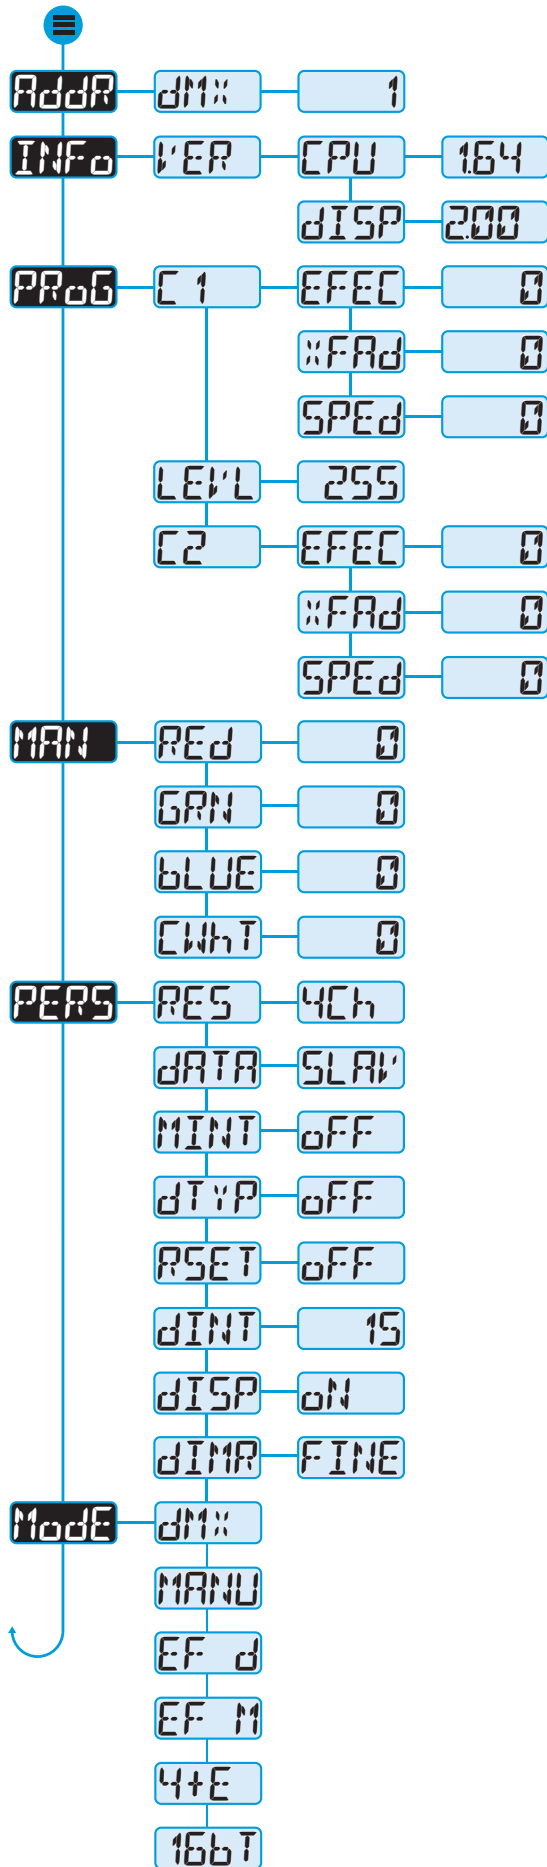 AddR dMX 1
INFo VER CPU 1.64
dISP 2.00
PRoG C 1 EFEC 0
XFAd 0
SPEd 0
LEVL 255
C2 EFEC 0
XFAd 0
SPEd 0
MAN REd 0
GRN 0
bLUE 0
CWhT 0
PERS RES 4Ch
dATA SLAV
MINT oFF
dTYP oFF
RSET oFF
dINT 15
dISP oN
dIMR FINE
ModE dMX
MANU
EF d
EF M
4+E
16bT